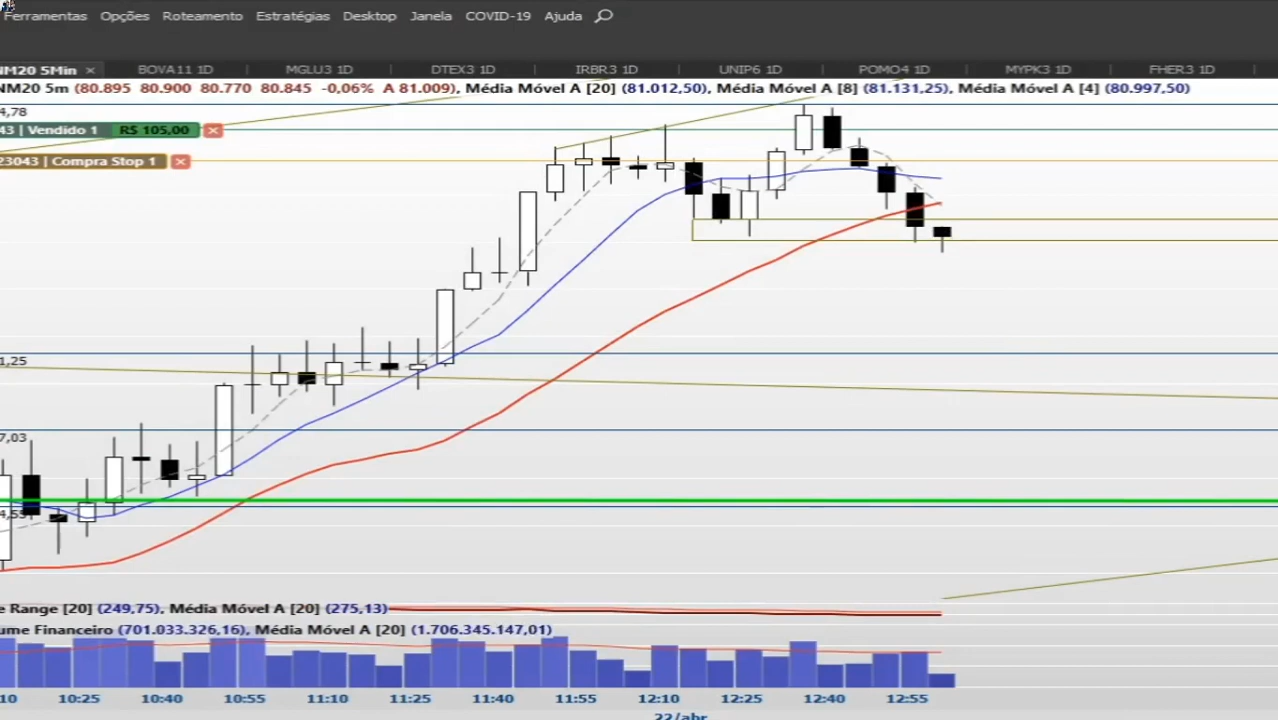 Ferramentas Opções Roteamento Estratégias Desktop Janela COVID-19 Ajuda
NM20 5Min × BOVA11 1D MGLU3 1D DTEX3 1D IRBR3 1D UNIP6 1D POMO4 1D MYPK3 1D FHER3 1D
NM20 5m (80.895 80.900 80.770 80.845 -0,06% A 81.009), Média Móvel A [20] (81.012,50), Média Móvel A [8] (81.131,25), Média Móvel A [4] (80.997,50)
4,78
43 | Vendido 1 R$ 105,00 ×
23043 | Compra Stop 1 ×
1,25
7,03
4,55
e Range [20] (249,75), Média Móvel A [20] (275,13)
ume Financeiro (701.033.326,16), Média Móvel A [20] (1.706.345.147,01)
10 10:25 10:40 10:55 11:10 11:25 11:40 11:55 12:10 12:25 12:40 12:55
22/abr